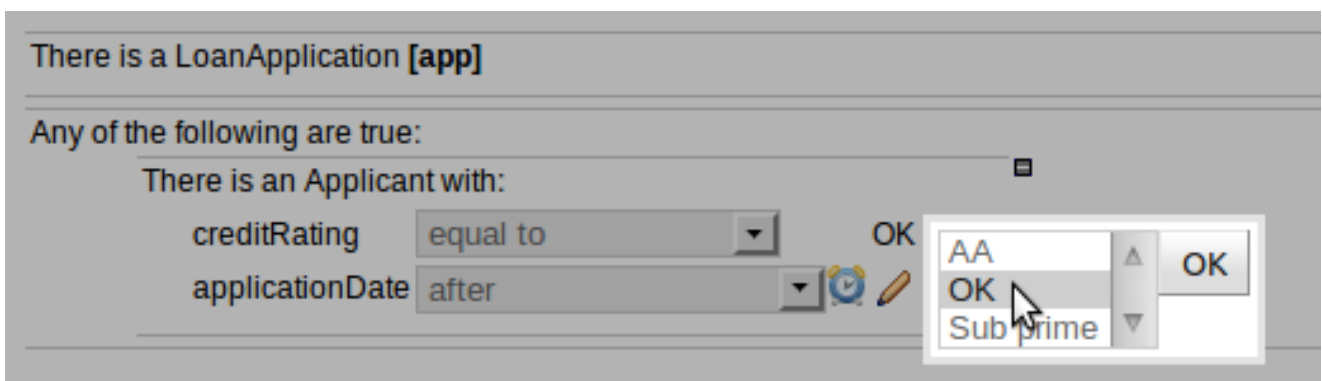 There is a LoanApplication [app]
Any of the following are true:
There is an Applicant with:
creditRating equal to OK
AA
OK
Sub prime
OK
applicationDate after